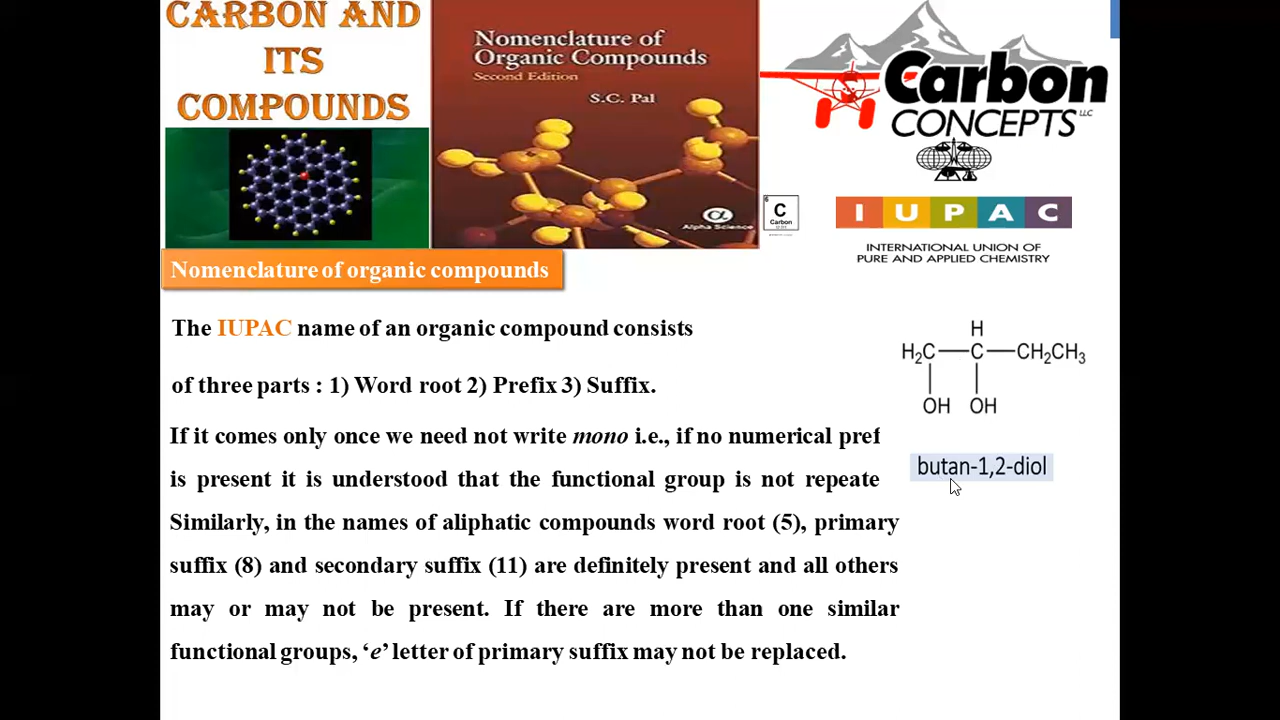 CARBON AND
ITS
COMPOUNDS
Nomenclature of
Organic Compounds
Second Edition
S.C. Pal
α
Alpha Science
Carbon
CONCEPTS LLC
6
C
Carbon
IUPAC
INTERNATIONAL UNION OF
PURE AND APPLIED CHEMISTRY
Nomenclature of organic compounds
The IUPAC name of an organic compound consists
of three parts : 1) Word root 2) Prefix 3) Suffix.
If it comes only once we need not write mono i.e., if no numerical pref
is present it is understood that the functional group is not repeate
Similarly, in the names of aliphatic compounds word root (5), primary
suffix (8) and secondary suffix (11) are definitely present and all others
may or may not be present. If there are more than one similar
functional groups, ‘e’ letter of primary suffix may not be replaced.
H
H₂C—C—CH₂CH₃
OH OH
butan-1,2-diol